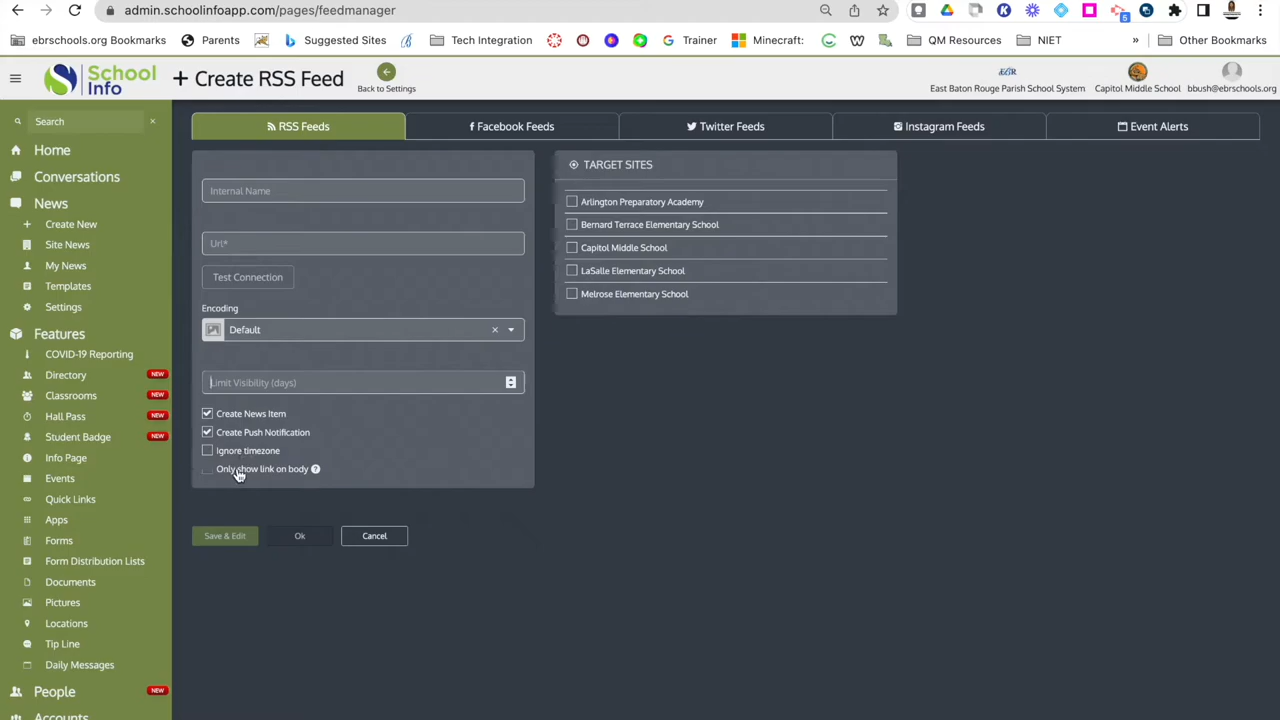 admin.schoolinfoapp.com/pages/feedmanager
5
ebrschools.org Bookmarks
Parents
Suggested Sites
Tech Integration
Trainer
Minecraft:
QM Resources
NIET
»
Other Bookmarks
School Info
+ Create RSS Feed
Back to Settings
East Baton Rouge Parish School System
Capitol Middle School
bbush@ebrschools.org
Search
Home
Conversations
News
Create New
Site News
My News
Templates
Settings
Features
COVID-19 Reporting
Directory NEW
Classrooms NEW
Hall Pass NEW
Student Badge NEW
Info Page
Events
Quick Links
Apps
Forms
Form Distribution Lists
Documents
Pictures
Locations
Tip Line
Daily Messages
People NEW
Accounts
RSS Feeds
Facebook Feeds
Twitter Feeds
Instagram Feeds
Event Alerts
Internal Name
Url*
Test Connection
Encoding
Default
Limit Visibility (days)
Create News Item
Create Push Notification
Ignore timezone
Only show link on body ?
Save & Edit
Ok
Cancel
TARGET SITES
Arlington Preparatory Academy
Bernard Terrace Elementary School
Capitol Middle School
LaSalle Elementary School
Melrose Elementary School